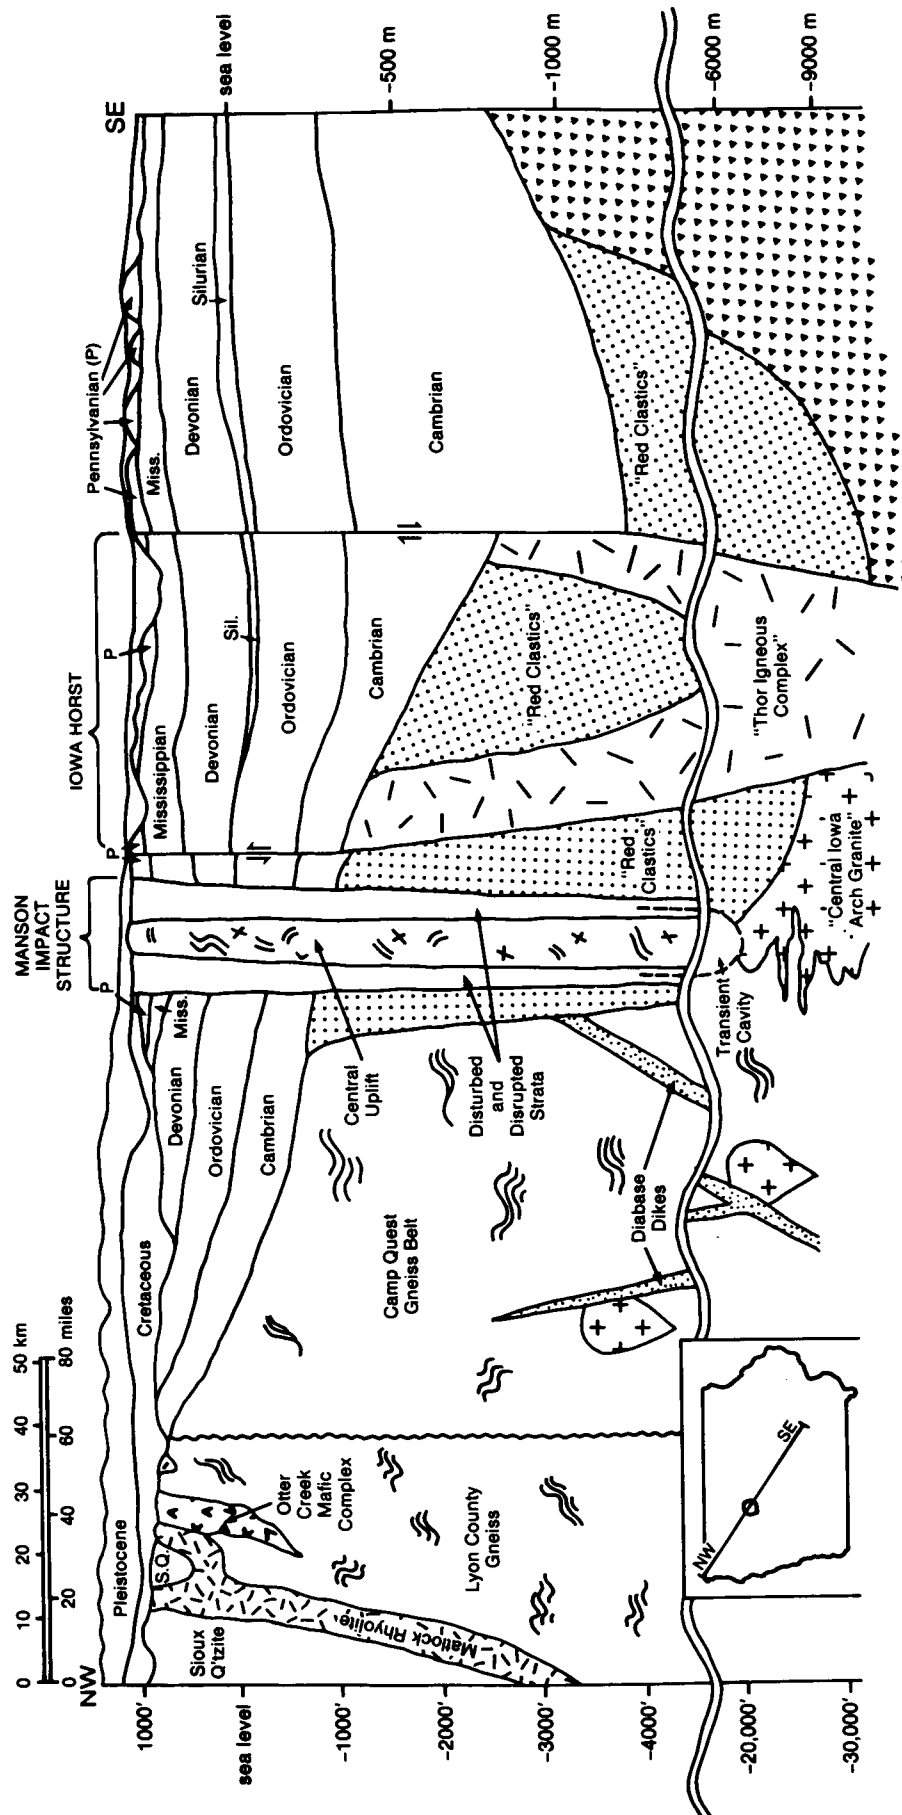 NW
SE
0 10 20 30 40 50 km
0 20 40 60 80 miles
MANSON
IMPACT
STRUCTURE
IOWA HORST
Pennsylvanian (P)
P
P
P
1000'
sea level
-1000'
-2000'
-3000'
-4000'
-20,000'
-30,000'
sea level
-500 m
-1000 m
-6000 m
-9000 m
Pleistocene
Cretaceous
Sioux
Q'tzite
S.Q.
Matlock Rhyolite
Otter
Creek
Mafic
Complex
Lyon County
Gneiss
Camp Quest
Gneiss Belt
Devonian
Ordovician
Cambrian
Miss.
Central
Uplift
Disturbed
and
Disrupted
Strata
Diabase
Dikes
Transient
Cavity
"Red
Clastics"
"Central Iowa
Arch Granite"
Mississippian
Devonian
Sil.
Ordovician
Cambrian
"Red Clastics"
"Thor Igneous
Complex"
Miss.
Devonian
Silurian
Ordovician
Cambrian
"Red Clastics"
NW
SE